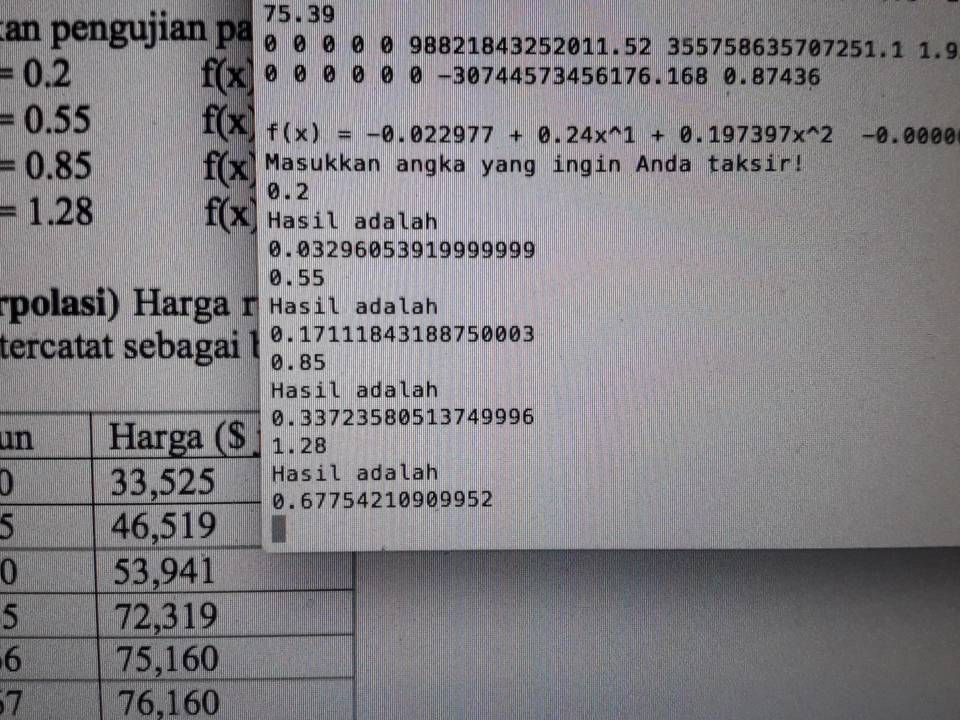 an pengujian pa
= 0.2 f(x)
= 0.55 f(x)
= 0.85 f(x)
= 1.28 f(x)
rpolasi) Harga r
tercatat sebagai
un Harga ($
0 33,525
5 46,519
0 53,941
5 72,319
66 75,160
67 76,160
75.39
0 0 0 0 0 98821843252011.52 355758635707251.1 1.9
0 0 0 0 0 0 -30744573456176.168 0.87436
f(x) = -0.022977 + 0.24x^1 + 0.197397x^2 -0.0000
Masukkan angka yang ingin Anda taksir!
0.2
Hasil adalah
0.03296053919999999
0.55
Hasil adalah
0.17111843188750003
0.85
Hasil adalah
0.33723580513749996
1.28
Hasil adalah
0.67754210909952